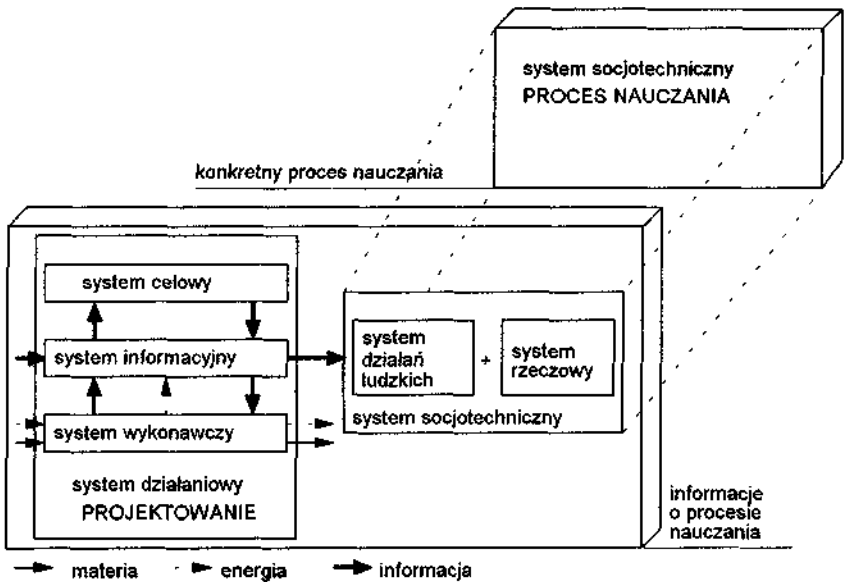 system socjotechniczny
PROCES NAUCZANIA
konkretny proces nauczania
system celowy
system informacyjny
system wykonawczy
system działaniowy
PROJEKTOWANIE
system
działań
ludzkich
+
system
rzeczowy
system socjotechniczny
informacje
o procesie
nauczania
materia
energia
informacja